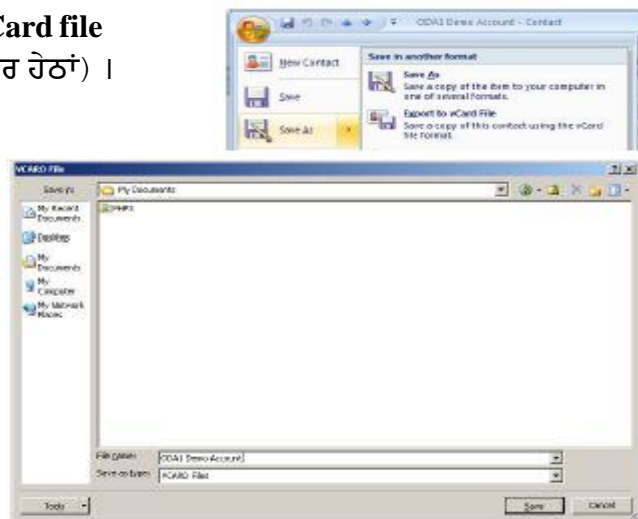 Card file
ਰ ਹੇਠਾਂ) ।
ODAI Demo Account - Contact
New Contact
Save
Save As
Save in another format
Save As
Save a copy of the item to your computer in
one of several formats.
Export to vCard File
Save a copy of this contact using the vCard
file format.
VCARD File
Save in:
My Documents
My Recent
Documents
Desktop
My
Documents
My
Computer
My Network
Places
File name:
ODAI Demo Account
Save as type:
VCARD Files
Tools
Save
Cancel